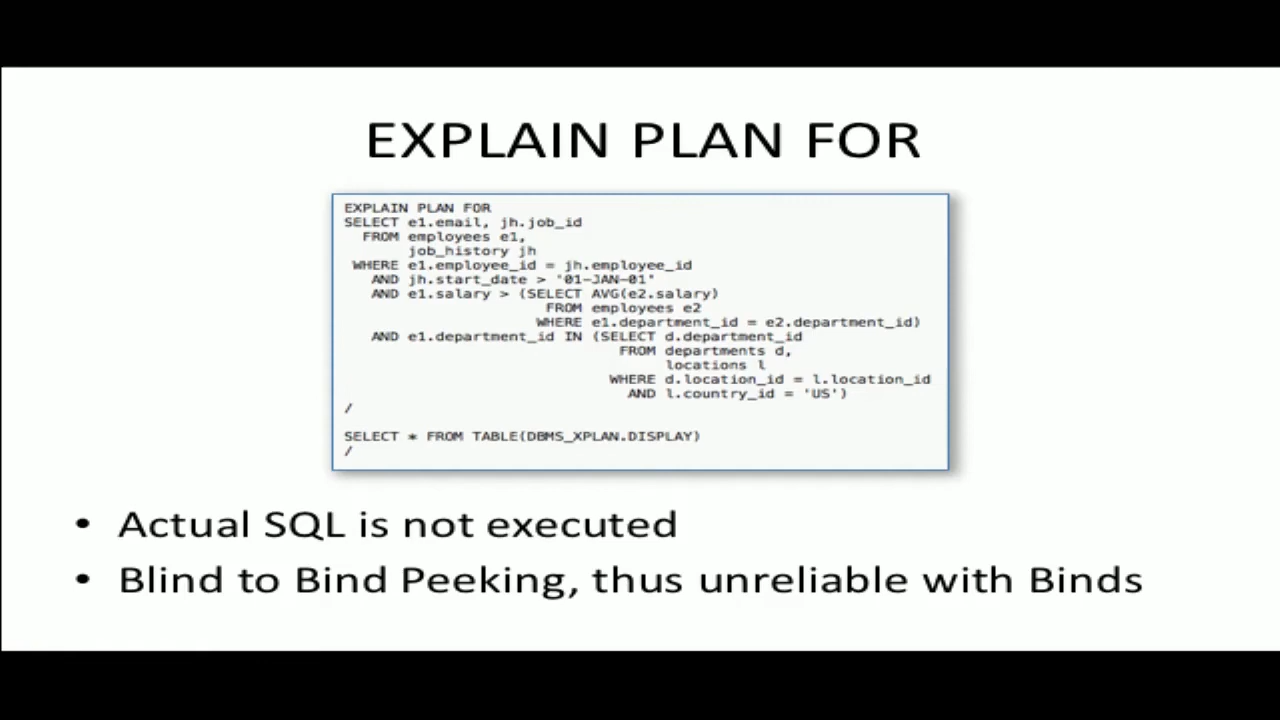 EXPLAIN PLAN FOR
EXPLAIN PLAN FOR
SELECT e1.email, jh.job_id
FROM employees e1,
job_history jh
WHERE e1.employee_id = jh.employee_id
AND jh.start_date > '01-JAN-01'
AND e1.salary > (SELECT AVG(e2.salary)
FROM employees e2
WHERE e1.department_id = e2.department_id)
AND e1.department_id IN (SELECT d.department_id
FROM departments d,
locations l
WHERE d.location_id = l.location_id
AND l.country_id = 'US')
/
SELECT * FROM TABLE(DBMS_XPLAN.DISPLAY)
/
• Actual SQL is not executed
• Blind to Bind Peeking, thus unreliable with Binds